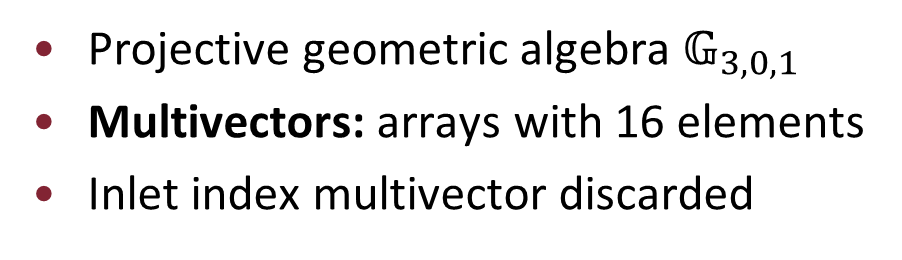 • Projective geometric algebra 𝔾₃,₀,₁
• Multivectors: arrays with 16 elements
• Inlet index multivector discarded